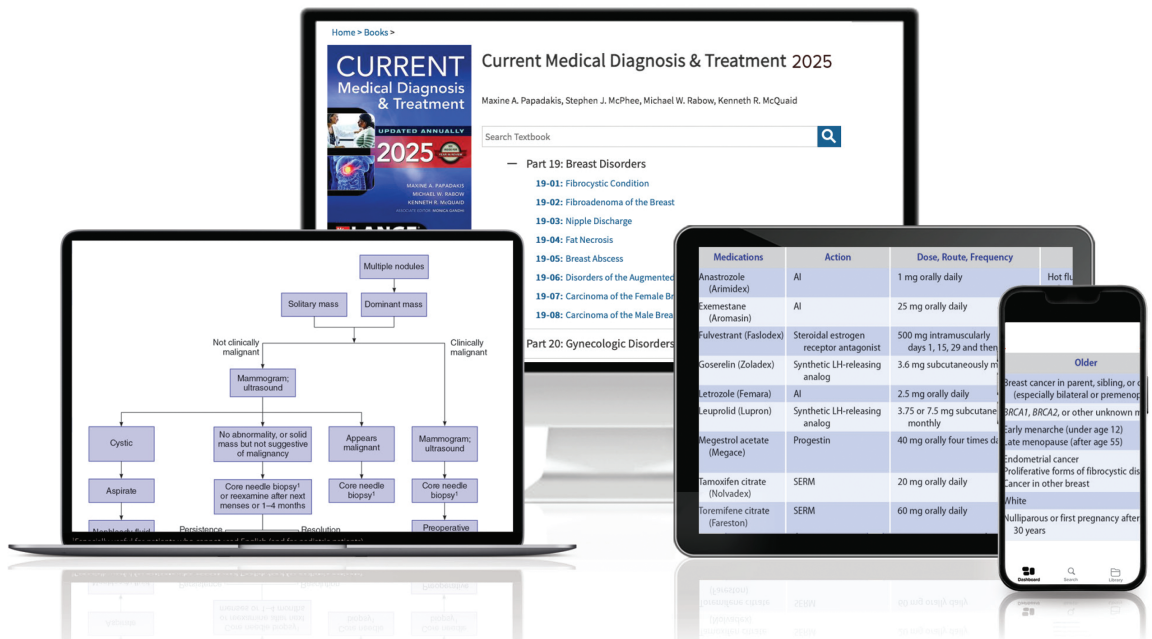 Home > Books >
CURRENT
Medical Diagnosis
& Treatment
UPDATED ANNUALLY
2025
MAXINE A. PAPADAKIS
MICHAEL W. RABOW
KENNETH R. McQUAID
ASSOCIATE EDITOR: MONICA GANDHI
LANGE
Current Medical Diagnosis & Treatment 2025
Maxine A. Papadakis, Stephen J. McPhee, Michael W. Rabow, Kenneth R. McQuaid
Search Textbook
— Part 19: Breast Disorders
19-01: Fibrocystic Condition
19-02: Fibroadenoma of the Breast
19-03: Nipple Discharge
19-04: Fat Necrosis
19-05: Breast Abscess
19-06: Disorders of the Augmented
19-07: Carcinoma of the Female Br
19-08: Carcinoma of the Male Brea
Part 20: Gynecologic Disorders
Multiple nodules
Solitary mass
Dominant mass
Not clinically
malignant
Clinically
malignant
Mammogram;
ultrasound
Cystic
No abnormality, or solid
mass but not suggestive
of malignancy
Appears
malignant
Mammogram;
ultrasound
Aspirate
Core needle biopsy¹
or reexamine after next
menses or 1–4 months
Core needle
biopsy¹
Core needle
biopsy¹
Nonbloody fluid
Persistence
Resolution
Preoperative
Medications Action Dose, Route, Frequency
Anastrozole AI 1 mg orally daily Hot flu
(Arimidex)
Exemestane AI 25 mg orally daily
(Aromasin)
Fulvestrant (Faslodex) Steroidal estrogen 500 mg intramuscularly
receptor antagonist days 1, 15, 29 and then
Goserelin (Zoladex) Synthetic LH-releasing 3.6 mg subcutaneously m
analog
Letrozole (Femara) AI 2.5 mg orally daily
Leuprolid (Lupron) Synthetic LH-releasing 3.75 or 7.5 mg subcutane
analog monthly
Megestrol acetate Progestin 40 mg orally four times da
(Megace)
Tamoxifen citrate SERM 20 mg orally daily
(Nolvadex)
Toremifene citrate SERM 60 mg orally daily
(Fareston)
Older
Breast cancer in parent, sibling, or c
(especially bilateral or premenop
BRCA1, BRCA2, or other unknown m
Early menarche (under age 12)
Late menopause (after age 55)
Endometrial cancer
Proliferative forms of fibrocystic dis
Cancer in other breast
White
Nulliparous or first pregnancy after
30 years
Dashboard
Search
Library